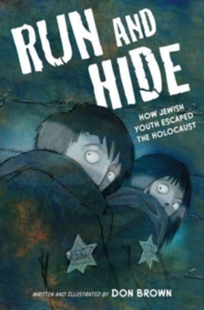 RUN AND
HIDE
HOW JEWISH
YOUTH ESCAPED
THE HOLOCAUST
WRITTEN AND ILLUSTRATED BY DON BROWN